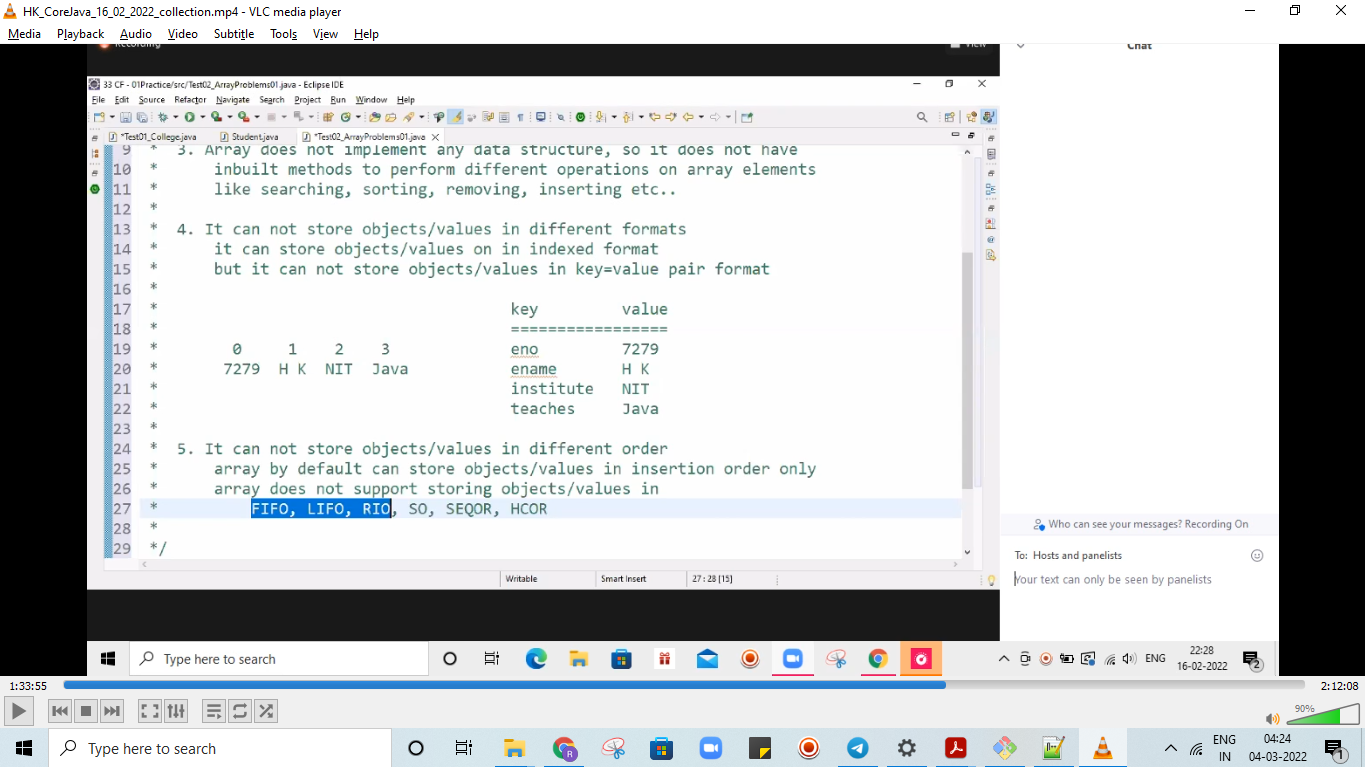 HK_CoreJava_16_02_2022_collection.mp4 - VLC media player
Media Playback Audio Video Subtitle Tools View Help
Recording
View
Chat
33 CF - 01Practice/src/Test02_ArrayProblems01.java - Eclipse IDE
File Edit Source Refactor Navigate Search Project Run Window Help
*Test01_College.java Student.java *Test02_ArrayProblems01.java
9 * 3. Array does not implement any data structure, so it does not have
10 * inbuilt methods to perform different operations on array elements
11 * like searching, sorting, removing, inserting etc..
12 *
13 * 4. It can not store objects/values in different formats
14 * it can store objects/values on in indexed format
15 * but it can not store objects/values in key=value pair format
16 *
17 * key value
18 * =================
19 * 0 1 2 3 eno 7279
20 * 7279 H K NIT Java ename H K
21 * institute NIT
22 * teaches Java
23 *
24 * 5. It can not store objects/values in different order
25 * array by default can store objects/values in insertion order only
26 * array does not support storing objects/values in
27 * FIFO, LIFO, RIO, SO, SEQOR, HCOR
28 *
29 */
Writable Smart Insert 27 : 28 [15]
Who can see your messages? Recording On
To: Hosts and panelists
Your text can only be seen by panelists
Type here to search
ENG
22:28
16-02-2022
2
1:33:55
2:12:08
90%
Type here to search
R
ENG
IN
04:24
04-03-2022
1